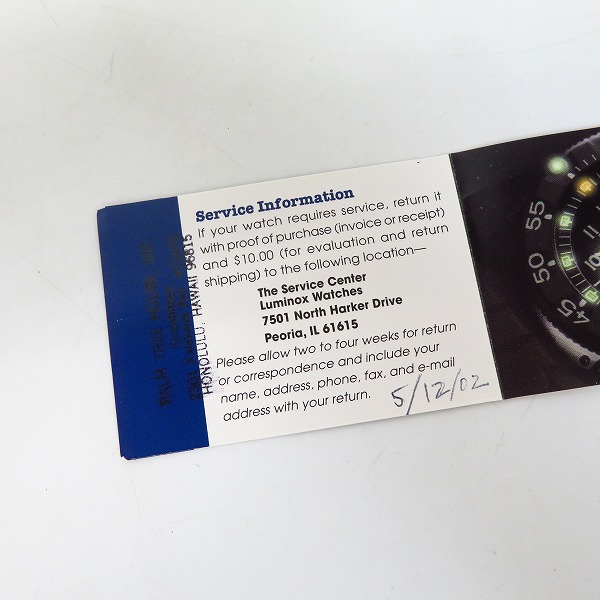 Service Information
If your watch requires service, return it
with proof of purchase (invoice or receipt)
and $10.00 (for evaluation and return
shipping) to the following location—
The Service Center
Luminox Watches
7501 North Harker Drive
Peoria, IL 61615
Please allow two to four weeks for return
or correspondence and include your
name, address, phone, fax, and e-mail
address with your return.
5/12/02
PALM TREE
HONOLULU, HAWAII 96815
55
50
45